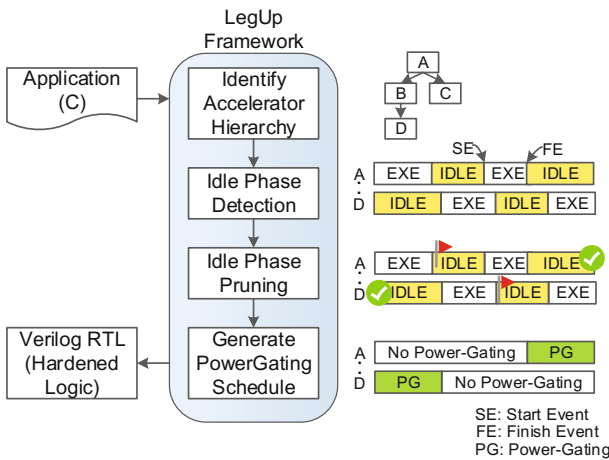 LegUp
Framework
Application
(C)
Identify
Accelerator
Hierarchy
A
B
C
D
SE
FE
A
EXE
IDLE
EXE
IDLE
D
IDLE
EXE
IDLE
EXE
Idle Phase
Detection
Idle Phase
Pruning
A
EXE
IDLE
EXE
IDLE
D
IDLE
EXE
IDLE
EXE
Verilog RTL
(Hardened
Logic)
Generate
PowerGating
Schedule
A
No Power-Gating
PG
D
PG
No Power-Gating
SE: Start Event
FE: Finish Event
PG: Power-Gating